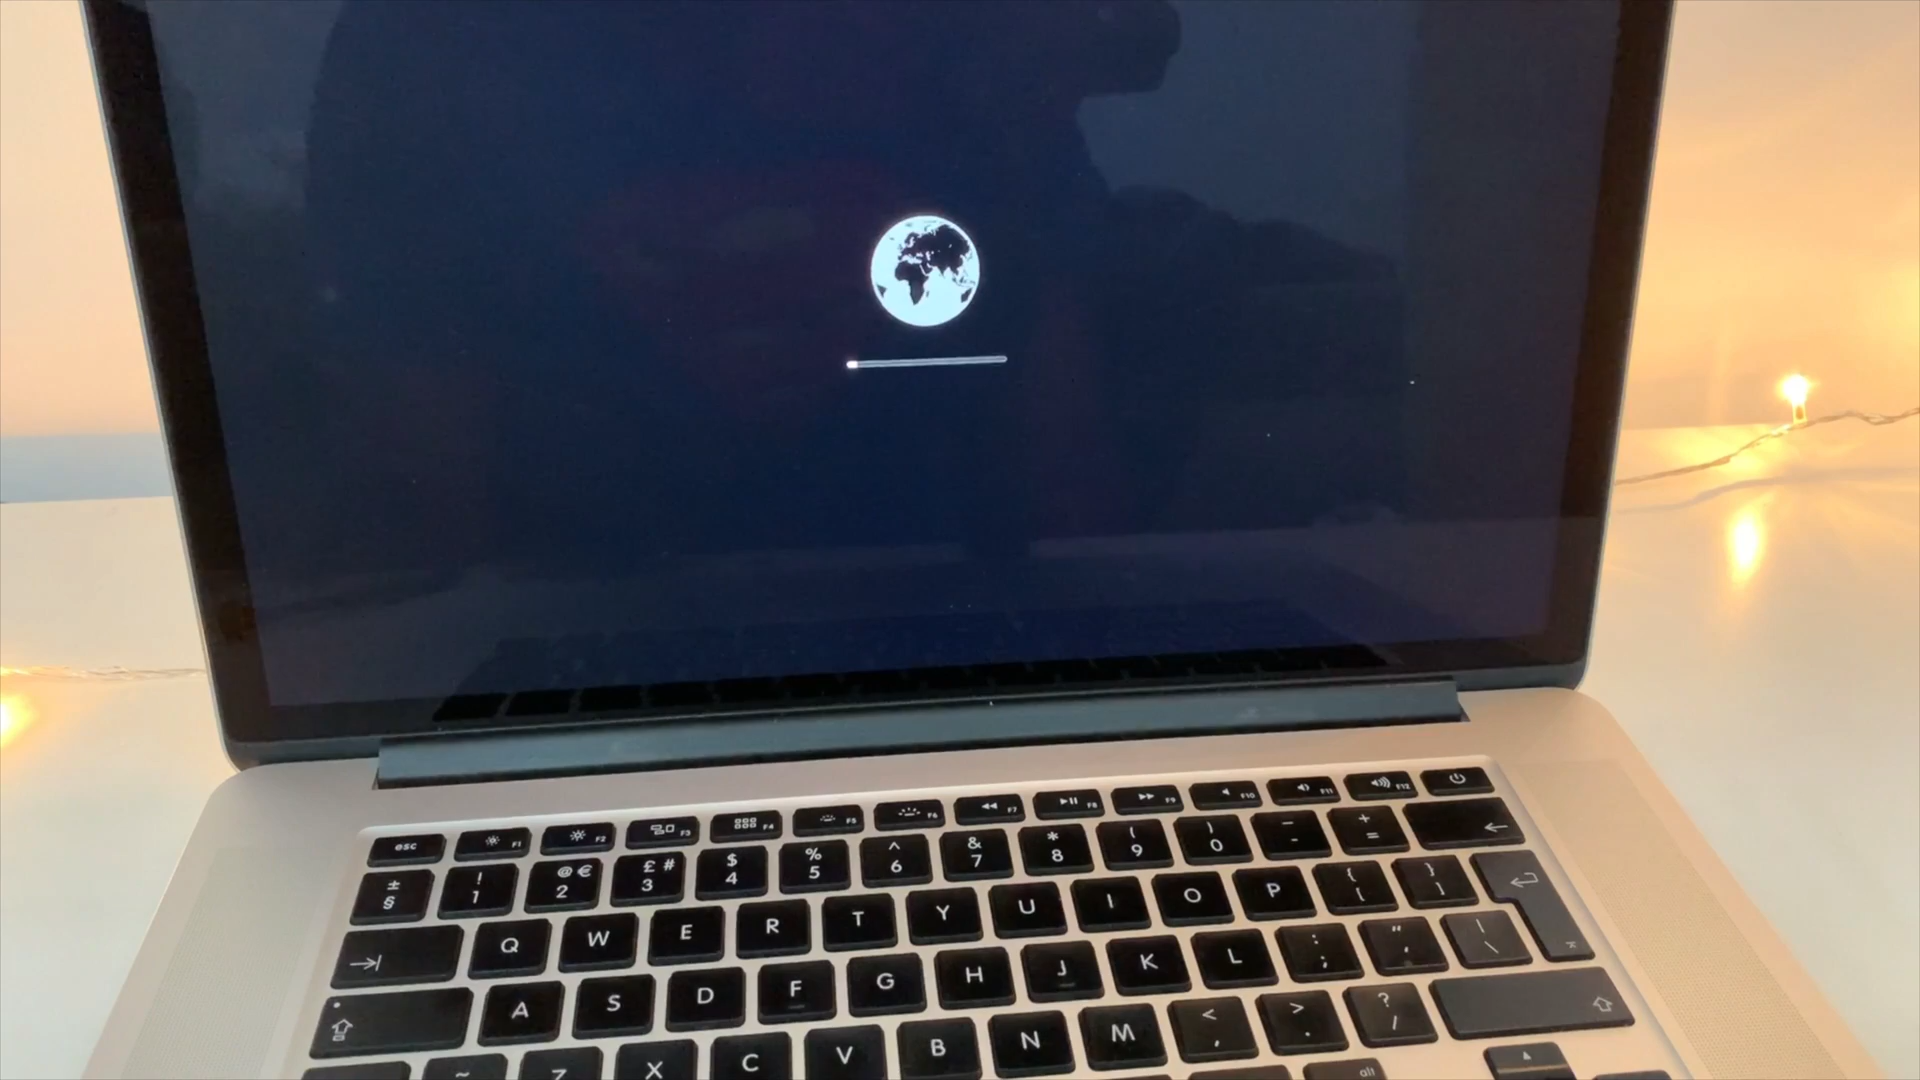 esc F1 F2 F3 F4 F5 F6 F7 F8 F9 F10 F11 F12
± § ! 1 @ € 2 £ # 3 $ 4 % 5 ^ 6 & 7 * 8 ( 9 ) 0 - - + =
Q W E R T Y U I O P { [ } ]
A S D F G H J K L : ; " ' | \
~ Z X C V B N M < , > . ? /
alt